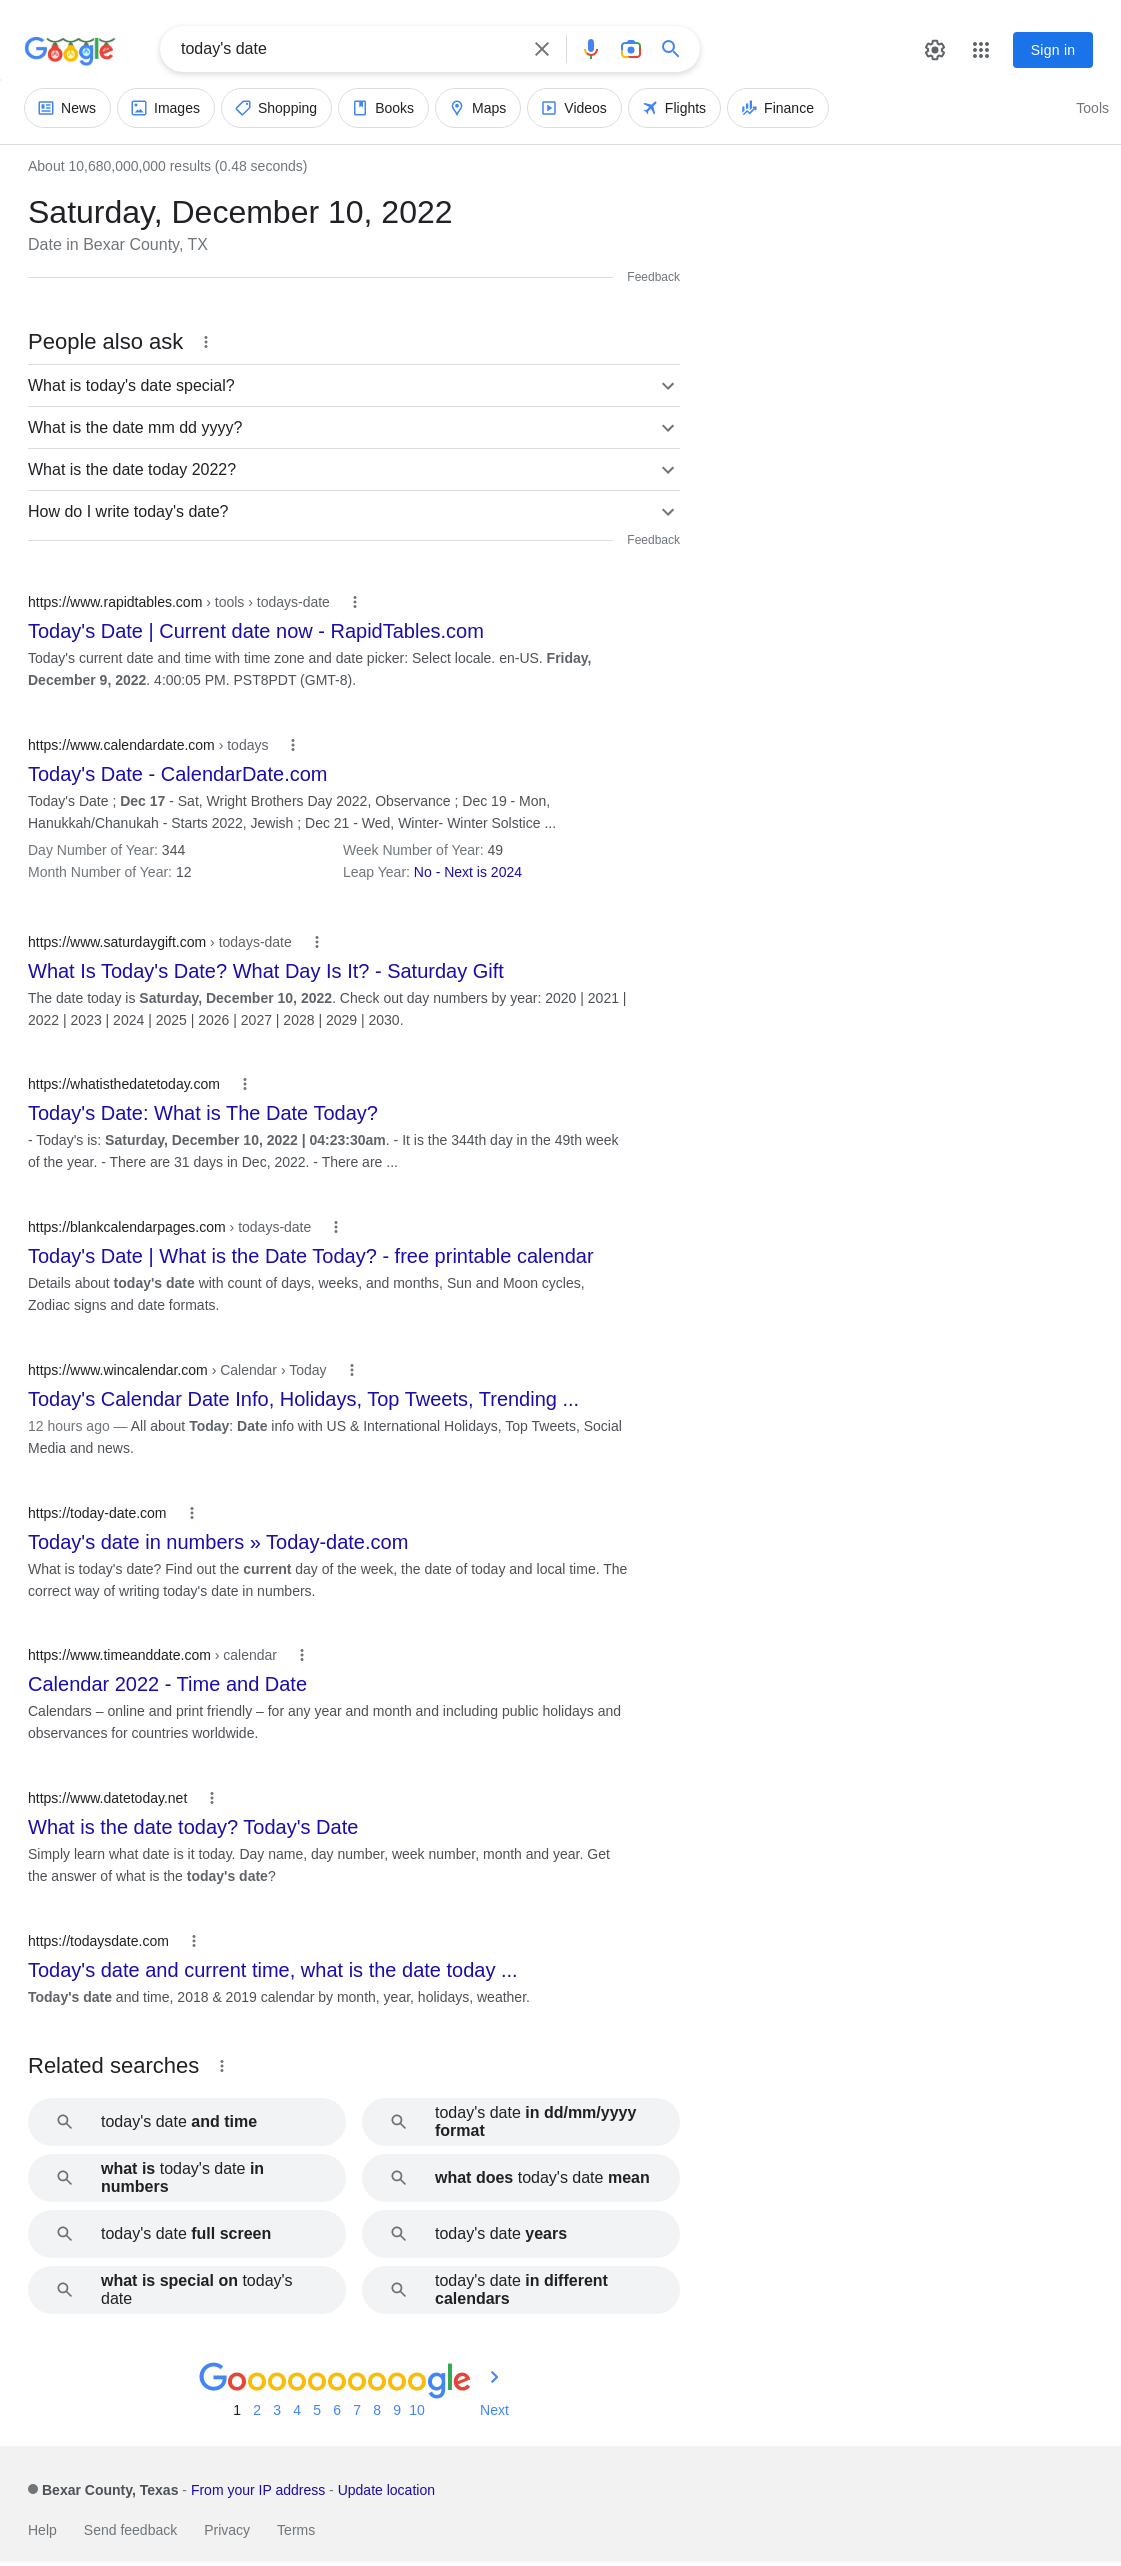 Google
today's date
Sign in
News
Images
Shopping
Books
Maps
Videos
Flights
Finance
Tools
About 10,680,000,000 results (0.48 seconds)
Saturday, December 10, 2022
Date in Bexar County, TX
Feedback
People also ask
What is today's date special?
What is the date mm dd yyyy?
What is the date today 2022?
How do I write today's date?
Feedback
https://www.rapidtables.com › tools › todays-date
Today's Date | Current date now - RapidTables.com
Today's current date and time with time zone and date picker: Select locale. en-US. Friday,
December 9, 2022. 4:00:05 PM. PST8PDT (GMT-8).
https://www.calendardate.com › todays
Today's Date - CalendarDate.com
Today's Date ; Dec 17 - Sat, Wright Brothers Day 2022, Observance ; Dec 19 - Mon,
Hanukkah/Chanukah - Starts 2022, Jewish ; Dec 21 - Wed, Winter- Winter Solstice ...
Day Number of Year: 344
Week Number of Year: 49
Month Number of Year: 12
Leap Year: No - Next is 2024
https://www.saturdaygift.com › todays-date
What Is Today's Date? What Day Is It? - Saturday Gift
The date today is Saturday, December 10, 2022. Check out day numbers by year: 2020 | 2021 |
2022 | 2023 | 2024 | 2025 | 2026 | 2027 | 2028 | 2029 | 2030.
https://whatisthedatetoday.com
Today's Date: What is The Date Today?
- Today's is: Saturday, December 10, 2022 | 04:23:30am. - It is the 344th day in the 49th week
of the year. - There are 31 days in Dec, 2022. - There are ...
https://blankcalendarpages.com › todays-date
Today's Date | What is the Date Today? - free printable calendar
Details about today's date with count of days, weeks, and months, Sun and Moon cycles,
Zodiac signs and date formats.
https://www.wincalendar.com › Calendar › Today
Today's Calendar Date Info, Holidays, Top Tweets, Trending ...
12 hours ago — All about Today: Date info with US & International Holidays, Top Tweets, Social
Media and news.
https://today-date.com
Today's date in numbers » Today-date.com
What is today's date? Find out the current day of the week, the date of today and local time. The
correct way of writing today's date in numbers.
https://www.timeanddate.com › calendar
Calendar 2022 - Time and Date
Calendars – online and print friendly – for any year and month and including public holidays and
observances for countries worldwide.
https://www.datetoday.net
What is the date today? Today's Date
Simply learn what date is it today. Day name, day number, week number, month and year. Get
the answer of what is the today's date?
https://todaysdate.com
Today's date and current time, what is the date today ...
Today's date and time, 2018 & 2019 calendar by month, year, holidays, weather.
Related searches
today's date and time
today's date in dd/mm/yyyy
format
what is today's date in
numbers
what does today's date mean
today's date full screen
today's date years
what is special on today's
date
today's date in different
calendars
Goooooooooogle
1 2 3 4 5 6 7 8 9 10 Next
Bexar County, Texas - From your IP address - Update location
Help Send feedback Privacy Terms